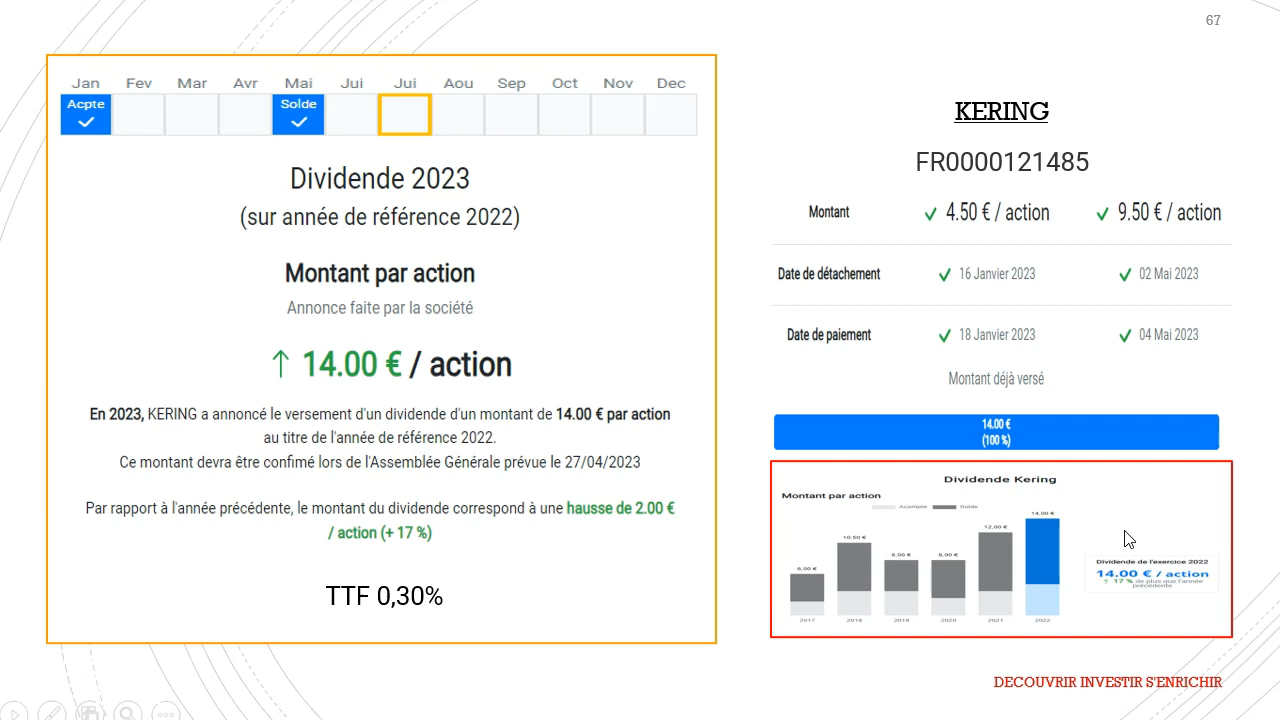 67
Jan Fev Mar Avr Mai Jui Jui Aou Sep Oct Nov Dec
Acpte Solde
Dividende 2023
(sur année de référence 2022)
Montant par action
Annonce faite par la société
↑ 14.00 € / action
En 2023, KERING a annoncé le versement d'un dividende d'un montant de 14.00 € par action
au titre de l'année de référence 2022.
Ce montant devra être confimé lors de l'Assemblée Générale prévue le 27/04/2023
Par rapport à l'année précédente, le montant du dividende correspond à une hausse de 2.00 €
/ action (+ 17 %)
TTF 0,30%
KERING
FR0000121485
Montant 4.50 € / action 9.50 € / action
Date de détachement 16 Janvier 2023 02 Mai 2023
Date de paiement 18 Janvier 2023 04 Mai 2023
Montant déjà versé
14.00 €
(100 %)
Dividende Kering
Montant par action
Acompte Solde
14,00 €
12,00 €
10,50 €
8,00 € 8,00 €
6,00 €
Dividende de l'exercice 2022
14.00 € / action
↑ 17 % de plus que l'année
précédente
2017 2018 2019 2020 2021 2022
DECOUVRIR INVESTIR S'ENRICHIR